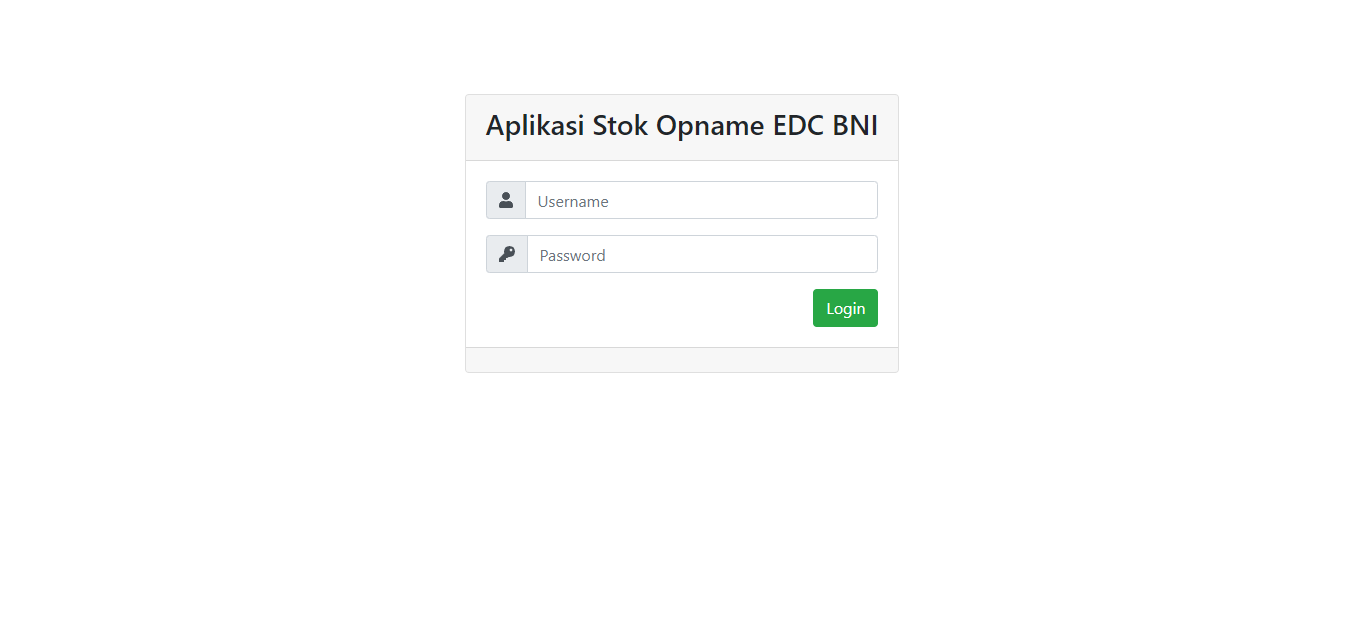 Aplikasi Stok Opname EDC BNI
Username
Password
Login